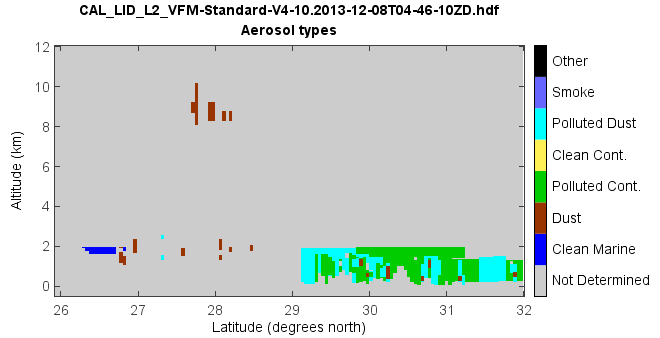 CAL_LID_L2_VFM-Standard-V4-10.2013-12-08T04-46-10ZD.hdf
Aerosol types
12
10
8
6
4
2
0
Altitude (km)
26 27 28 29 30 31 32
Latitude (degrees north)
Other
Smoke
Polluted Dust
Clean Cont.
Polluted Cont.
Dust
Clean Marine
Not Determined